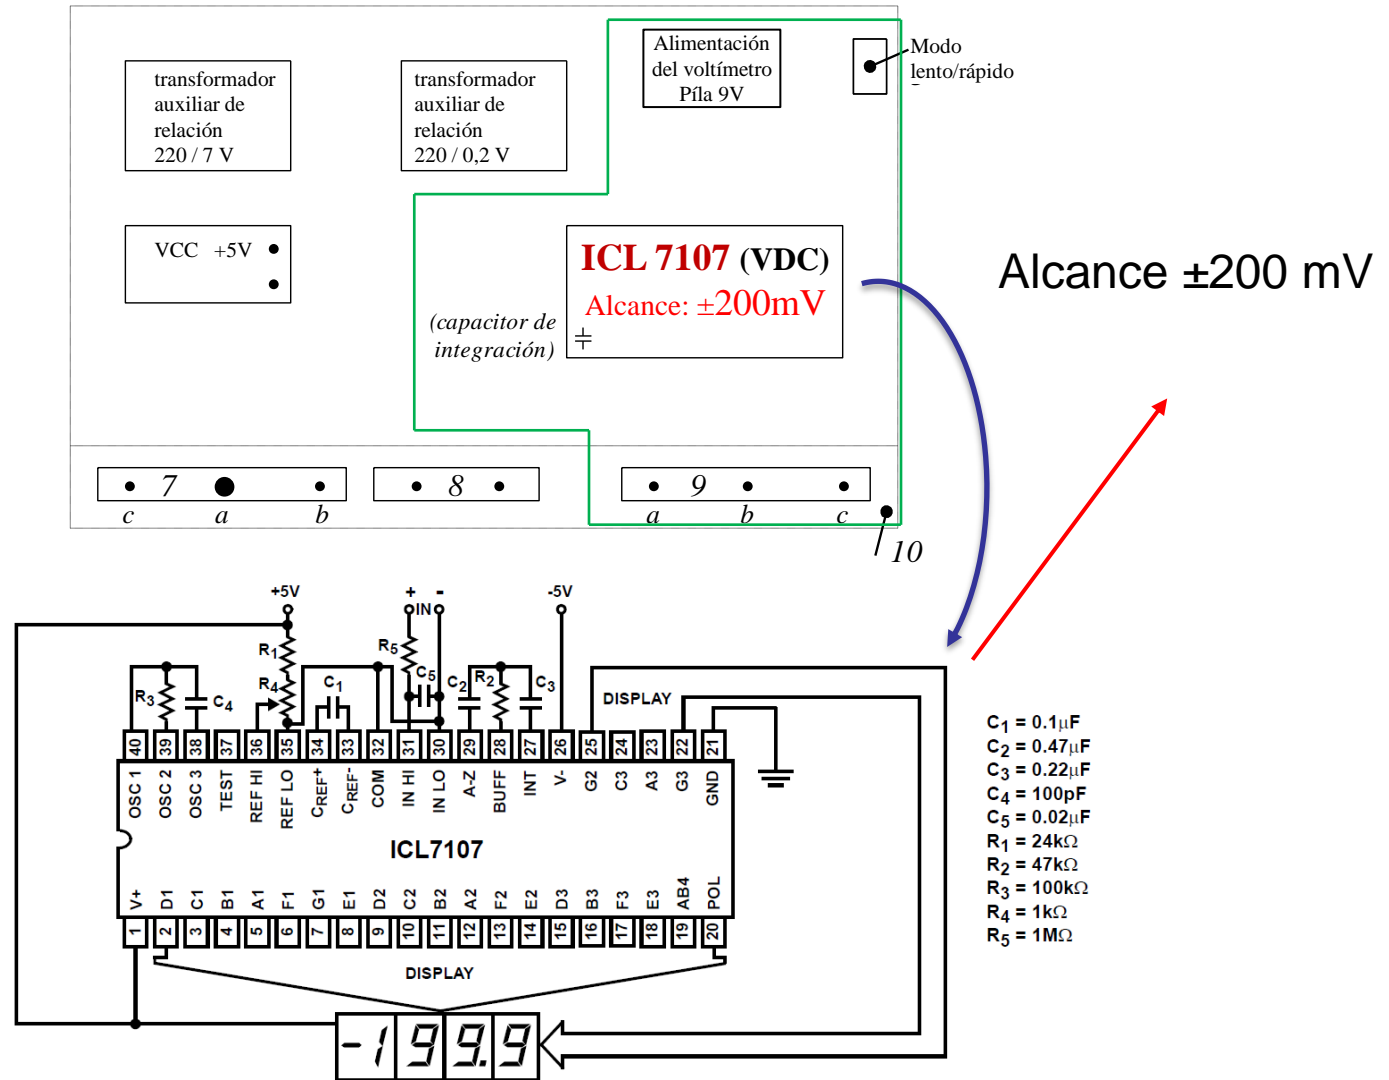 transformador
auxiliar de
relación
220 / 7 V
transformador
auxiliar de
relación
220 / 0,2 V
Alimentación
del voltímetro
Píla 9V
Modo
lento/rápido
VCC +5V
ICL 7107 (VDC)
Alcance: ±200mV
(capacitor de
integración)
Alcance ±200 mV
7
c a b
8
9
a b c
10
+5V
+ IN -
-5V
R1
R5
R4
C1
C5
C2
R2
C3
R3
C4
DISPLAY
40 39 38 37 36 35 34 33 32 31 30 29 28 27 26 25 24 23 22 21
OSC 1 OSC 2 OSC 3 TEST REF HI REF LO CREF+ CREF- COM IN HI IN LO A-Z BUFF INT V- G2 C3 A3 G3 GND
ICL7107
V+ D1 C1 B1 A1 F1 G1 E1 D2 C2 B2 A2 F2 E2 D3 B3 F3 E3 AB4 POL
1 2 3 4 5 6 7 8 9 10 11 12 13 14 15 16 17 18 19 20
DISPLAY
-199.9
C1 = 0.1µF
C2 = 0.47µF
C3 = 0.22µF
C4 = 100pF
C5 = 0.02µF
R1 = 24kΩ
R2 = 47kΩ
R3 = 100kΩ
R4 = 1kΩ
R5 = 1MΩ